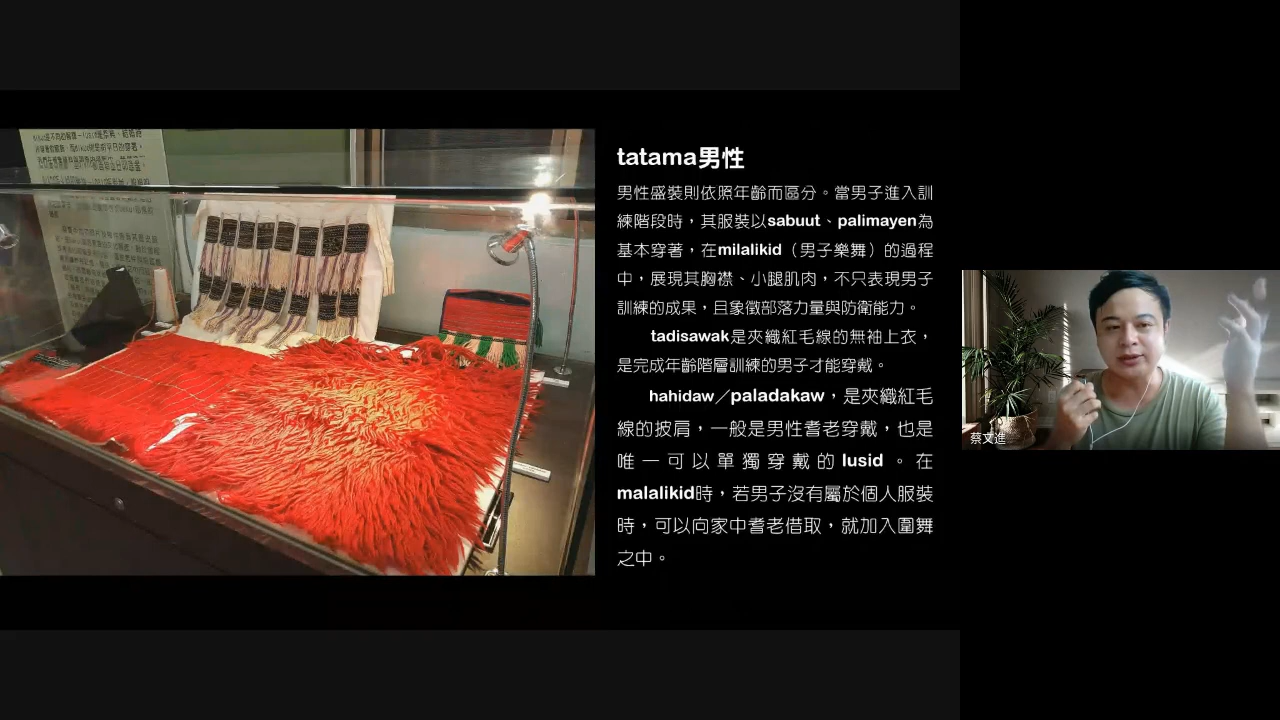 tatama男性
男性盛裝則依照年齡而區分。當男子進入訓
練階段時，其服裝以sabuut、palimayen為
基本穿著，在milalikid（男子樂舞）的過程
中，展現其胸襟、小腿肌肉，不只表現男子
訓練的成果，且象徵部落力量與防衛能力。
tadisawak是夾織紅毛線的無袖上衣，
是完成年齡階層訓練的男子才能穿戴。
hahidaw／paladakaw，是夾織紅毛
線的披肩，一般是男性耆老穿戴，也是
唯一可以單獨穿戴的lusid。在
malalikid時，若男子沒有屬於個人服裝
時，可以向家中耆老借取，就加入圍舞
之中。
蔡文進